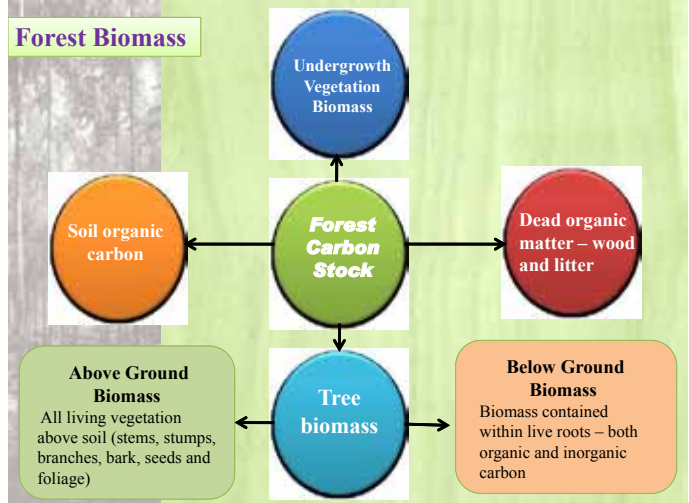 Forest Biomass
Undergrowth
Vegetation
Biomass
Soil organic
carbon
Forest
Carbon
Stock
Dead organic
matter – wood
and litter
Above Ground
Biomass
All living vegetation
above soil (stems, stumps,
branches, bark, seeds and
foliage)
Tree
biomass
Below Ground
Biomass
Biomass contained
within live roots – both
organic and inorganic
carbon